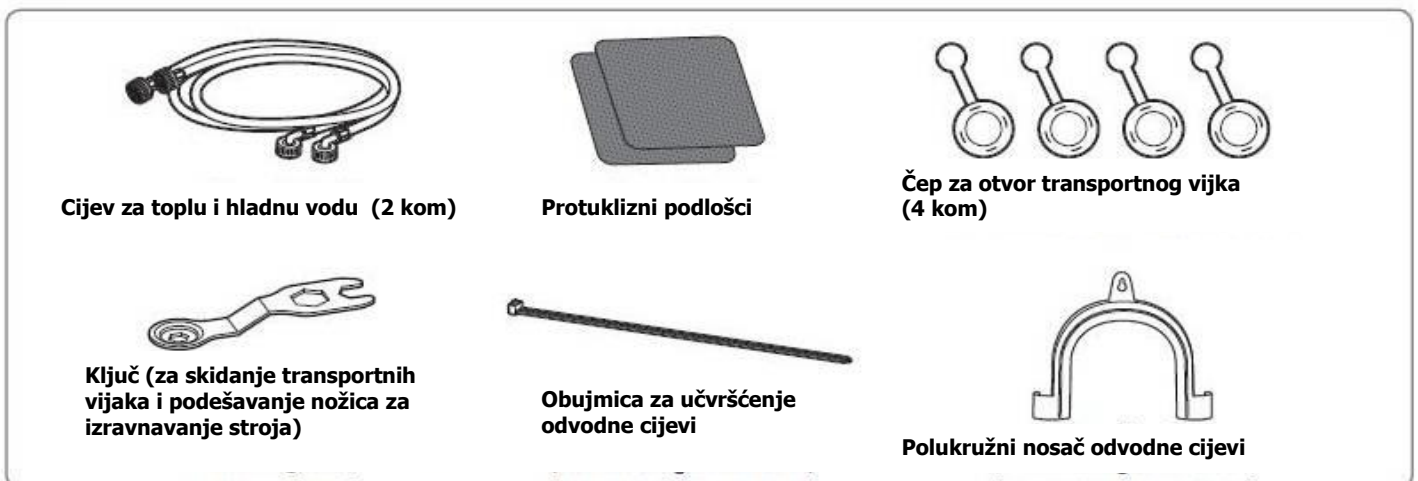 Cijev za toplu i hladnu vodu (2 kom)
Protuklizni podlošci
Čep za otvor transportnog vijka
(4 kom)
Ključ (za skidanje transportnih
vijaka i podešavanje nožica za
izravnavanje stroja)
Obujmica za učvršćenje
odvodne cijevi
Polukružni nosač odvodne cijevi